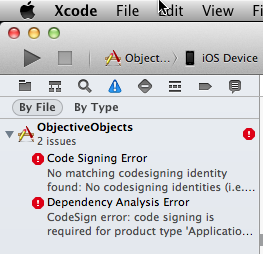 Xcode File Edit View Fi
Object... iOS Device
By File By Type
ObjectiveObjects
2 issues
Code Signing Error
No matching codesigning identity
found: No codesigning identities (i.e....
Dependency Analysis Error
CodeSign error: code signing is
required for product type 'Applicatio...